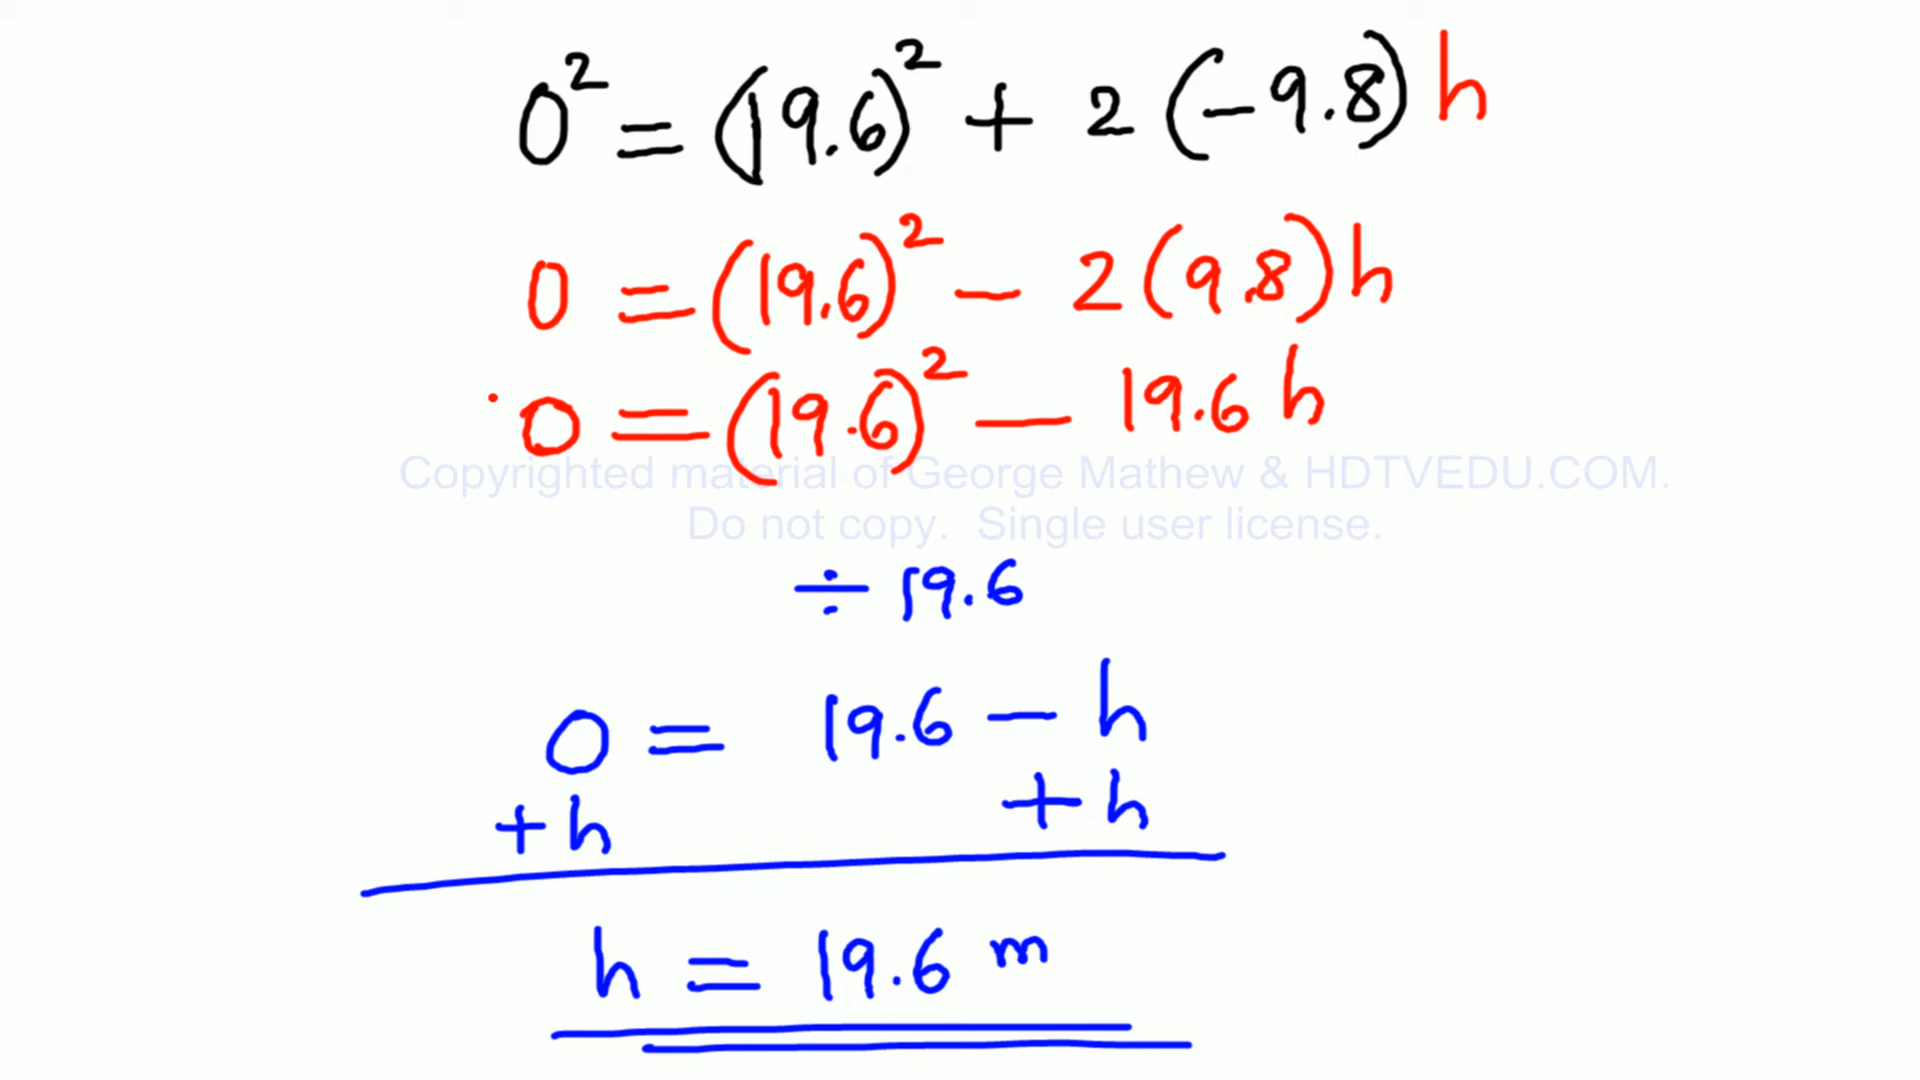 0² = (19.6)² + 2 (-9.8) h
0 = (19.6)² - 2 (9.8) h
0 = (19.6)² - 19.6 h
Copyrighted material of George Mathew & HDTVEDU.COM.
Do not copy. Single user license.
÷ 19.6
0 = 19.6 - h
+ h + h
h = 19.6 m